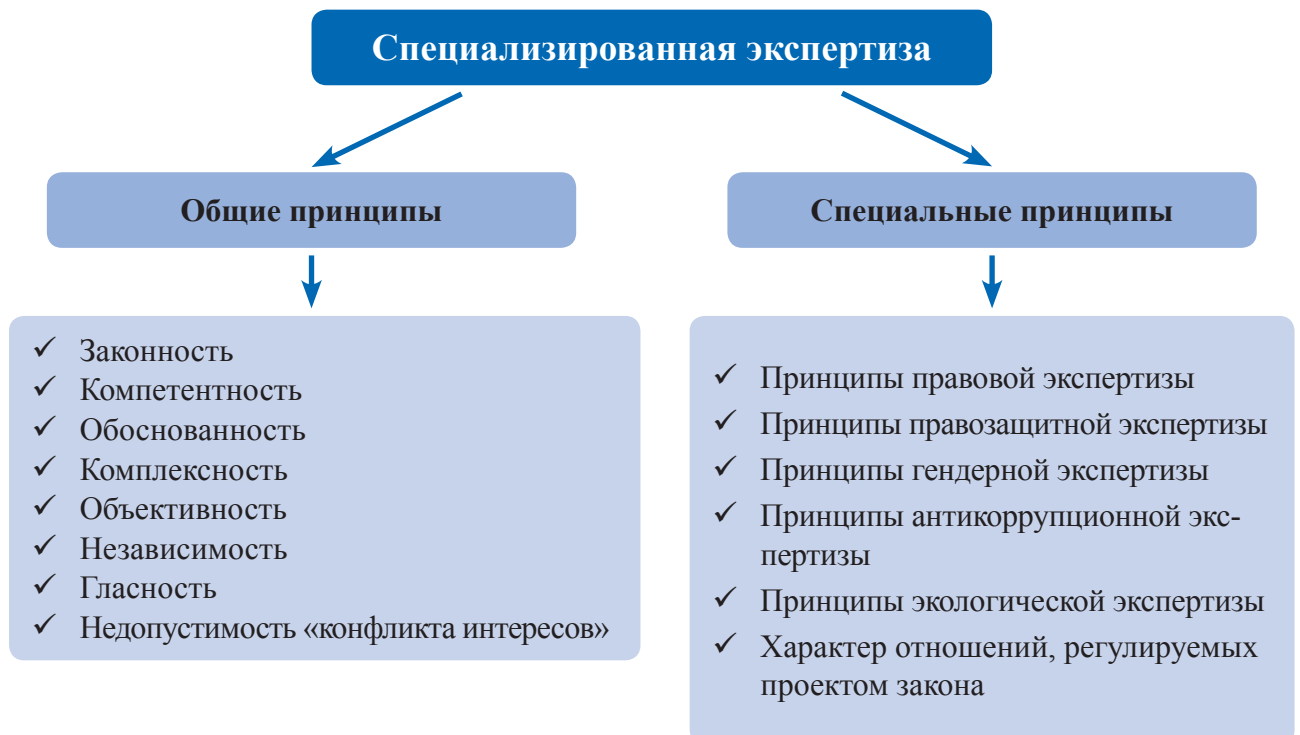 Специализированная экспертиза
Общие принципы
✓ Законность
✓ Компетентность
✓ Обоснованность
✓ Комплексность
✓ Объективность
✓ Независимость
✓ Гласность
✓ Недопустимость «конфликта интересов»
Специальные принципы
✓ Принципы правовой экспертизы
✓ Принципы правозащитной экспертизы
✓ Принципы гендерной экспертизы
✓ Принципы антикоррупционной экс-
пертизы
✓ Принципы экологической экспертизы
✓ Характер отношений, регулируемых
проектом закона